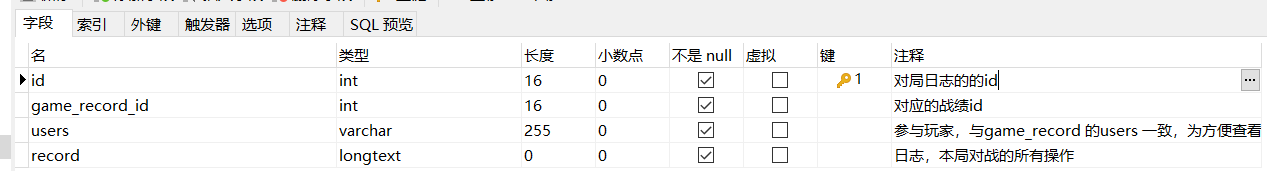 字段 索引 外键 触发器 选项 注释 SQL 预览
名 类型 长度 小数点 不是 null 虚拟 键 注释
id int 16 0 1 对局日志的的id ...
game_record_id int 16 0 对应的战绩id
users varchar 255 0 参与玩家，与game_record 的users 一致，为方便查看
record longtext 0 0 日志，本局对战的所有操作